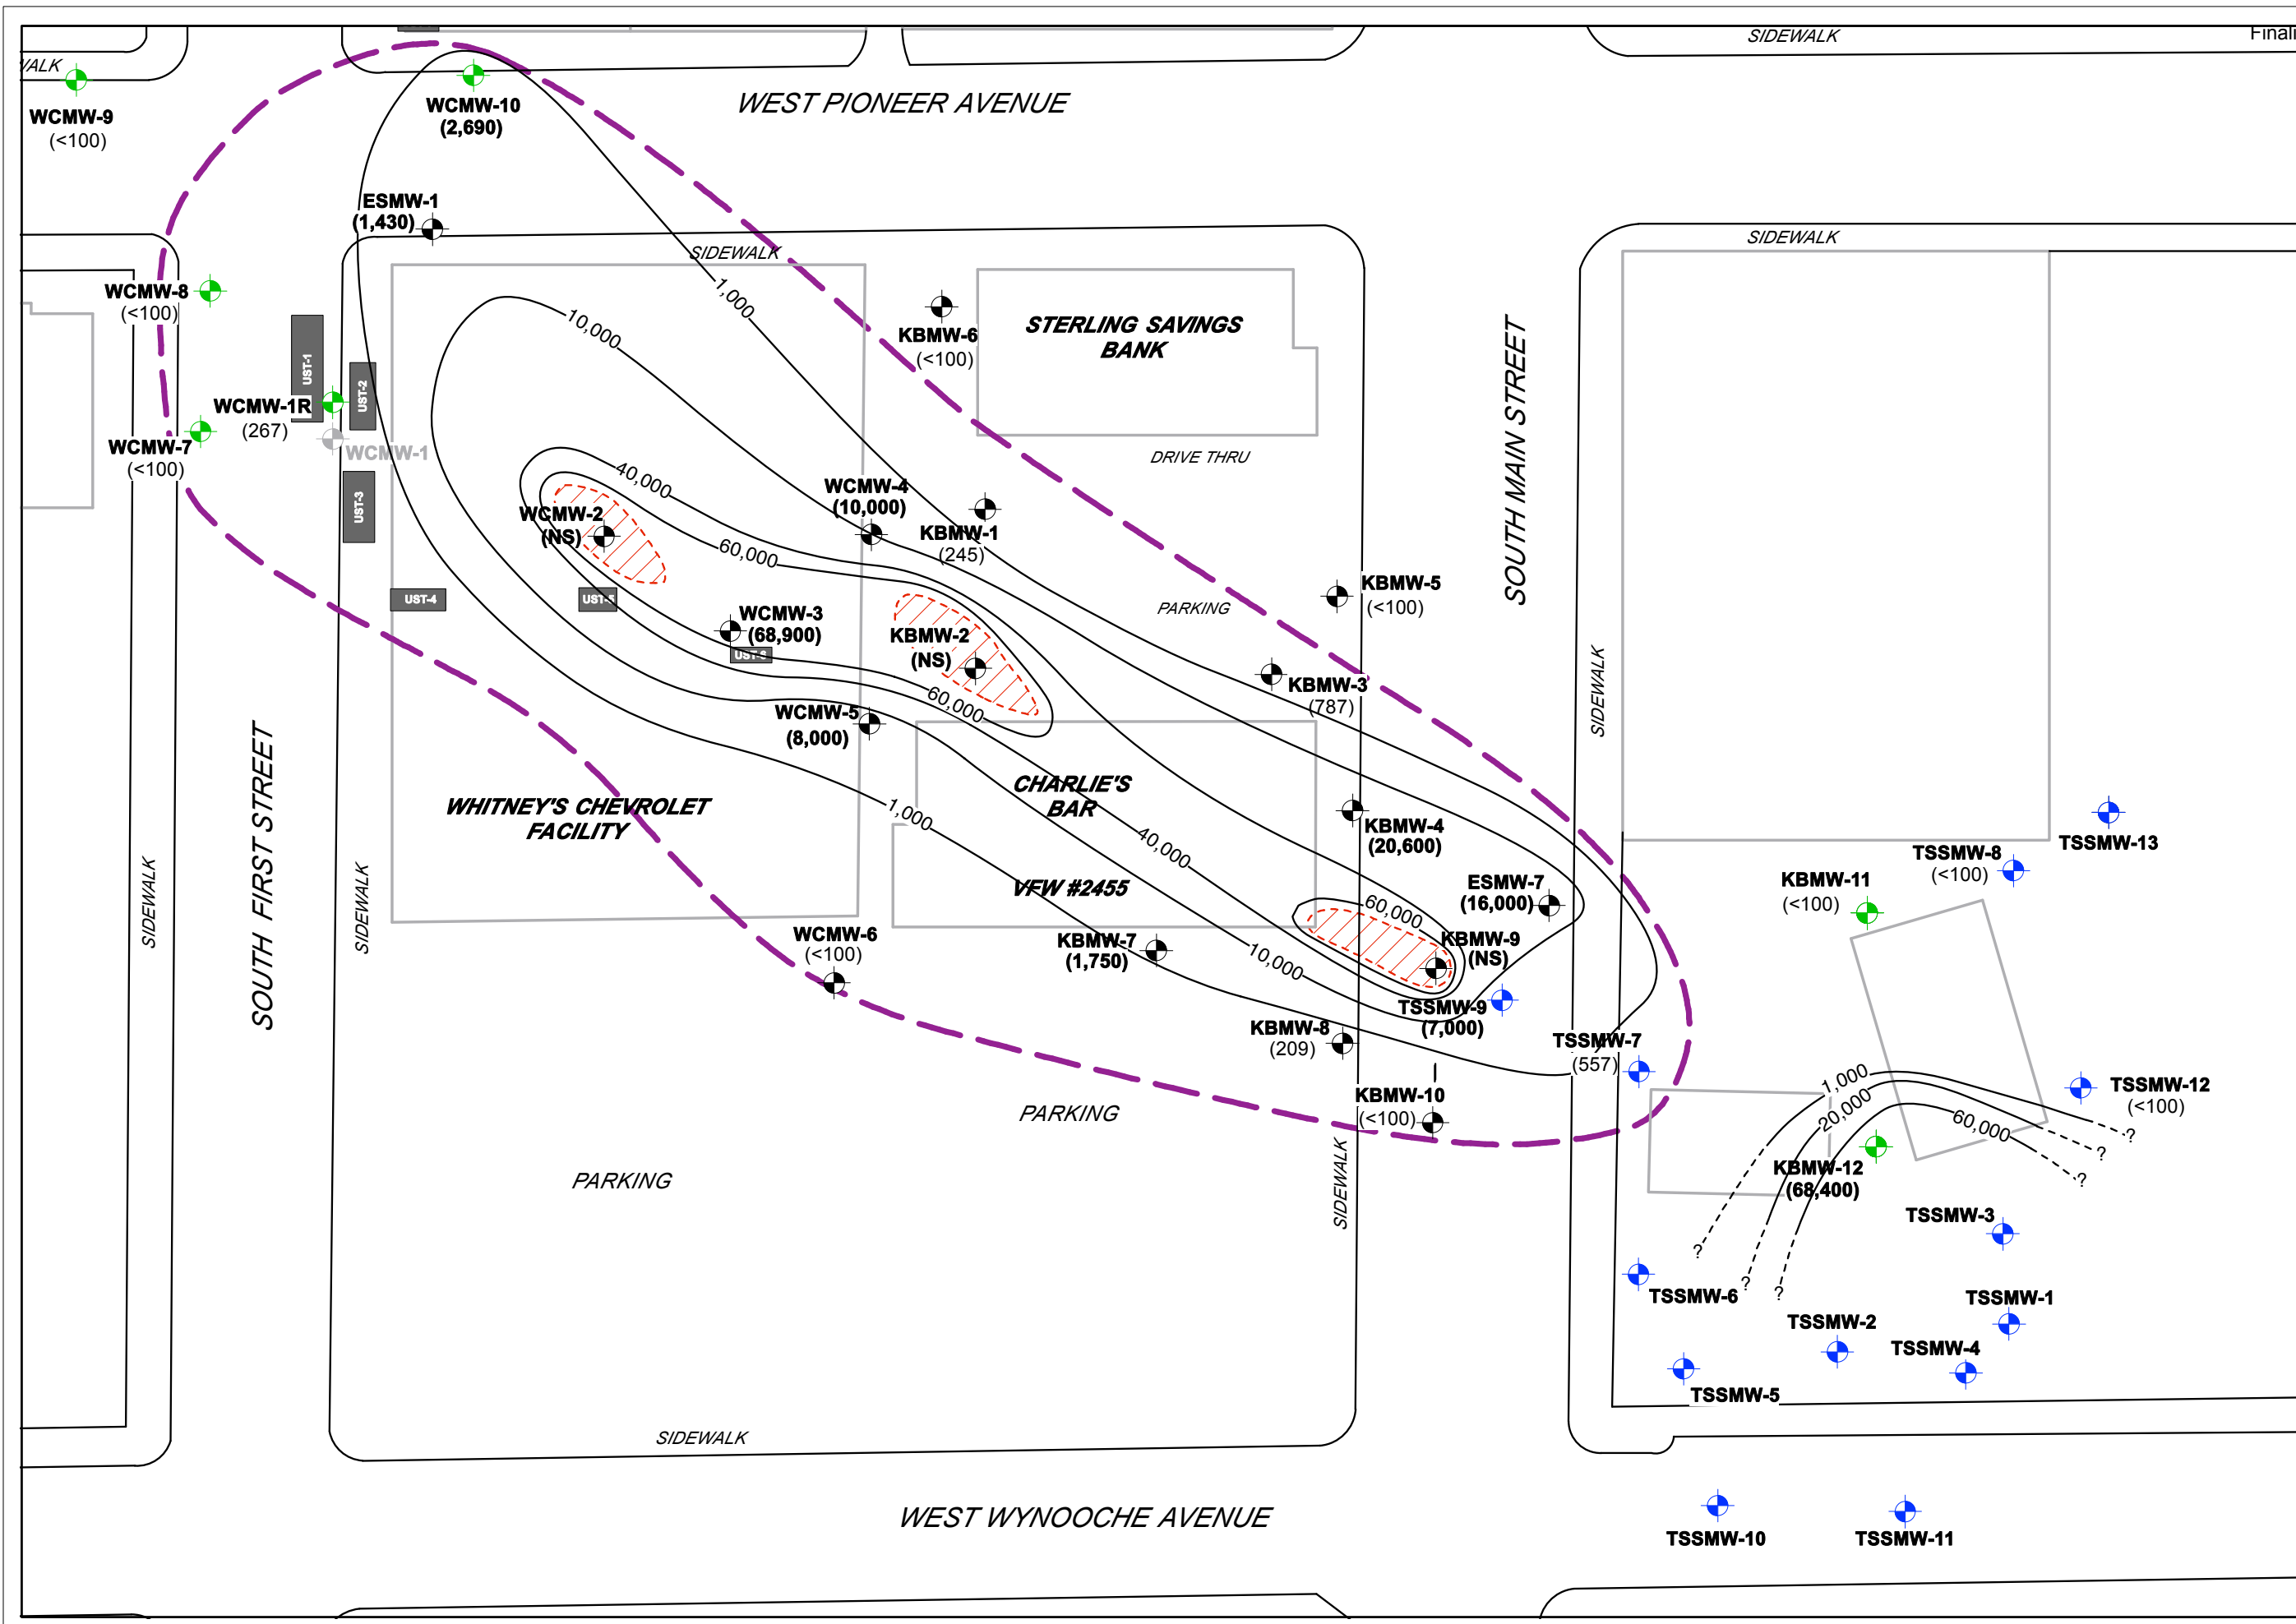 SIDEWALK
WALK
WCMW-9
(<100)
WCMW-10
(2,690)
WEST PIONEER AVENUE
ESMW-1
(1,430)
SIDEWALK
SIDEWALK
WCMW-8
(<100)
1,000
10,000
KBMW-6
(<100)
STERLING SAVINGS
BANK
SOUTH MAIN STREET
UST-1
UST-2
WCMW-1R
(267)
WCMW-7
(<100)
WCMW-1
DRIVE THRU
UST-3
40,000
WCMW-4
(10,000)
WCMW-2
(NS)
KBMW-1
(245)
60,000
KBMW-5
(<100)
PARKING
UST-4
UST-5
WCMW-3
(68,900)
UST-6
KBMW-2
(NS)
60,000
KBMW-3
(787)
SIDEWALK
WCMW-5
(8,000)
CHARLIE'S
BAR
WHITNEY'S CHEVROLET
FACILITY
1,000
40,000
KBMW-4
(20,600)
TSSMW-13
TSSMW-8
(<100)
KBMW-11
(<100)
SOUTH FIRST STREET
SIDEWALK
SIDEWALK
VFW #2455
ESMW-7
(16,000)
60,000
WCMW-6
(<100)
KBMW-7
(1,750)
10,000
KBMW-9
(NS)
TSSMW-9
(7,000)
KBMW-8
(209)
TSSMW-7
(557)
KBMW-10
(<100)
PARKING
1,000
20,000
60,000
TSSMW-12
(<100)
?
?
?
PARKING
SIDEWALK
KBMW-12
(68,400)
TSSMW-3
?
?
?
TSSMW-6
TSSMW-1
TSSMW-2
TSSMW-4
TSSMW-5
SIDEWALK
WEST WYNOOCHE AVENUE
TSSMW-10
TSSMW-11